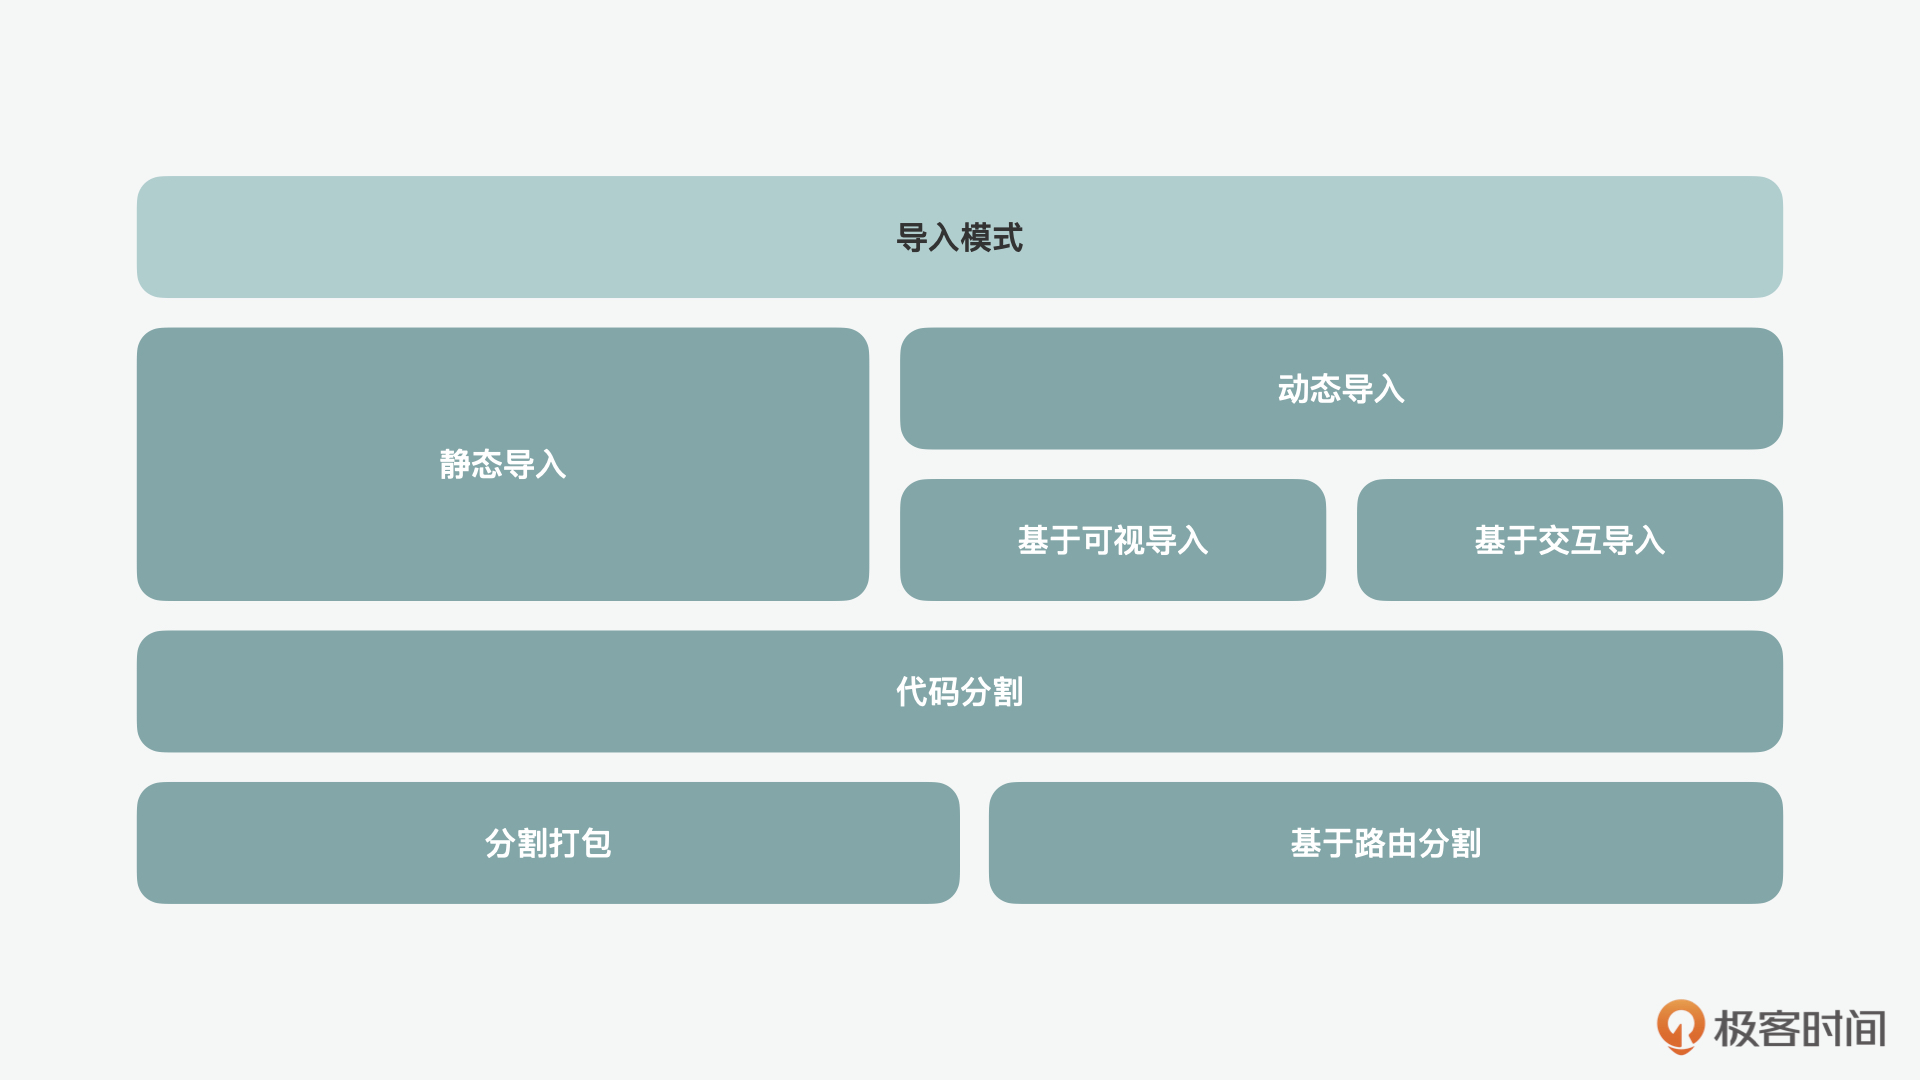 导入模式
静态导入
动态导入
基于可视导入
基于交互导入
代码分割
分割打包
基于路由分割
极客时间